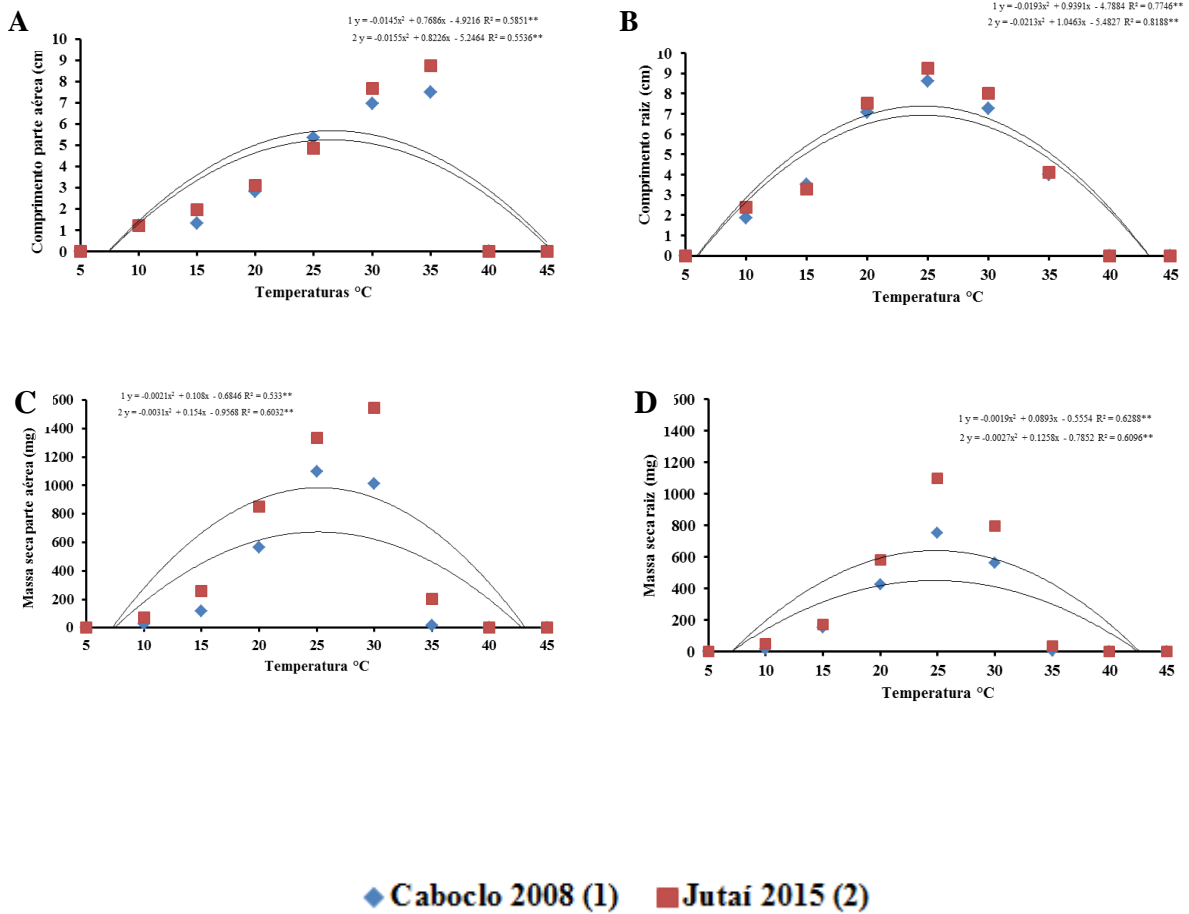 A
1 y = -0.0145x² + 0.7686x - 4.9216 R² = 0.5851**
2 y = -0.0155x² + 0.8226x - 5.2464 R² = 0.5536**
Comprimento parte aérea (cm
10
9
8
7
6
5
4
3
2
1
0
5 10 15 20 25 30 35 40 45
Temperaturas °C
B
1 y = -0.0193x² + 0.9391x - 4.7884 R² = 0.7746**
2 y = -0.0213x² + 1.0463x - 5.4827 R² = 0.8188**
Comprimento raiz (cm)
10
9
8
7
6
5
4
3
2
1
0
5 10 15 20 25 30 35 40 45
Temperatura °C
C
1 y = -0.0021x² + 0.108x - 0.6846 R² = 0.533**
2 y = -0.0031x² + 0.154x - 0.9568 R² = 0.6032**
Massa seca parte aérea (mg)
600
1400
1200
1000
800
600
400
200
0
5 10 15 20 25 30 35 40 45
Temperatura °C
D
1 y = -0.0019x² + 0.0893x - 0.5554 R² = 0.6288**
2 y = -0.0027x² + 0.1258x - 0.7852 R² = 0.6096**
Massa seca raiz (mg)
600
1400
1200
1000
800
600
400
200
0
5 10 15 20 25 30 35 40 45
Temperatura °C
Caboclo 2008 (1) Jutaí 2015 (2)